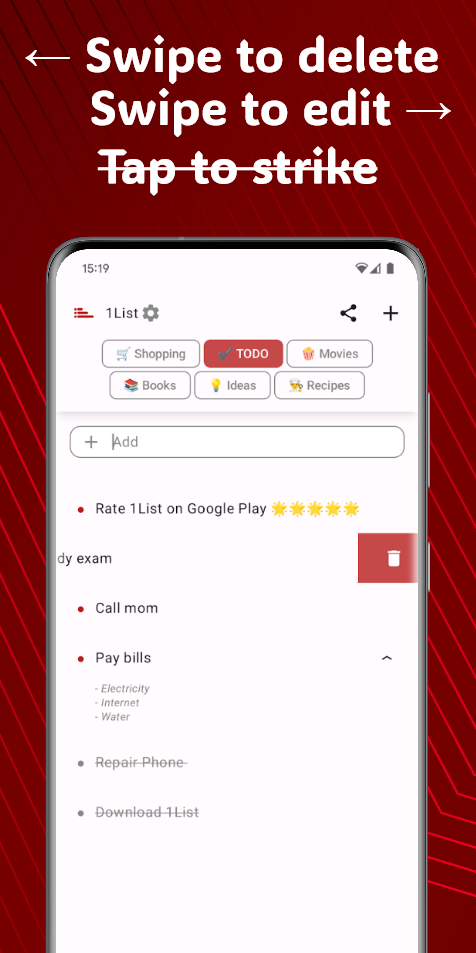 ← Swipe to delete
Swipe to edit →
Tap to strike
15:19
1List
🛒 Shopping ✔️ TODO 🍿 Movies
📚 Books 💡 Ideas 👨‍🍳 Recipes
+ Add
• Rate 1List on Google Play 🌟🌟🌟🌟🌟
dy exam
• Call mom
• Pay bills
- Electricity
- Internet
- Water
• Repair Phone
• Download 1List